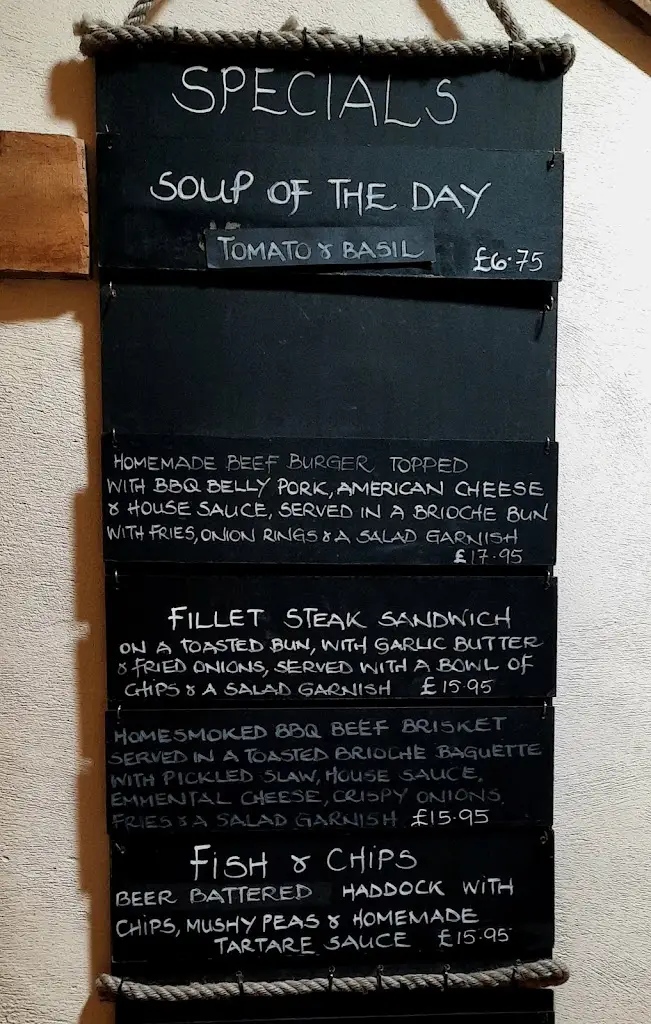 SPECIALS
SOUP OF THE DAY
TOMATO & BASIL
£6.75
HOMEMADE BEEF BURGER TOPPED
WITH BBQ BELLY PORK, AMERICAN CHEESE
& HOUSE SAUCE, SERVED IN A BRIOCHE BUN
WITH FRIES, ONION RINGS & A SALAD GARNISH
£17.95
FILLET STEAK SANDWICH
ON A TOASTED BUN, WITH GARLIC BUTTER
& FRIED ONIONS, SERVED WITH A BOWL OF
CHIPS & A SALAD GARNISH £15.95
HOMESMOKED BBQ BEEF BRISKET
SERVED IN A TOASTED BRIOCHE BAGUETTE
WITH PICKLED SLAW, HOUSE SAUCE,
EMMENTAL CHEESE, CRISPY ONIONS
FRIES & A SALAD GARNISH £15.95
FISH & CHIPS
BEER BATTERED HADDOCK WITH
CHIPS, MUSHY PEAS & HOMEMADE
TARTARE SAUCE £15.95